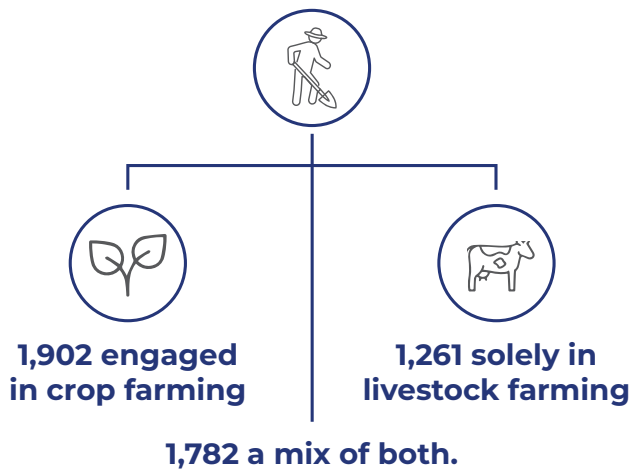 1,902 engaged
in crop farming
1,261 solely in
livestock farming
1,782 a mix of both.